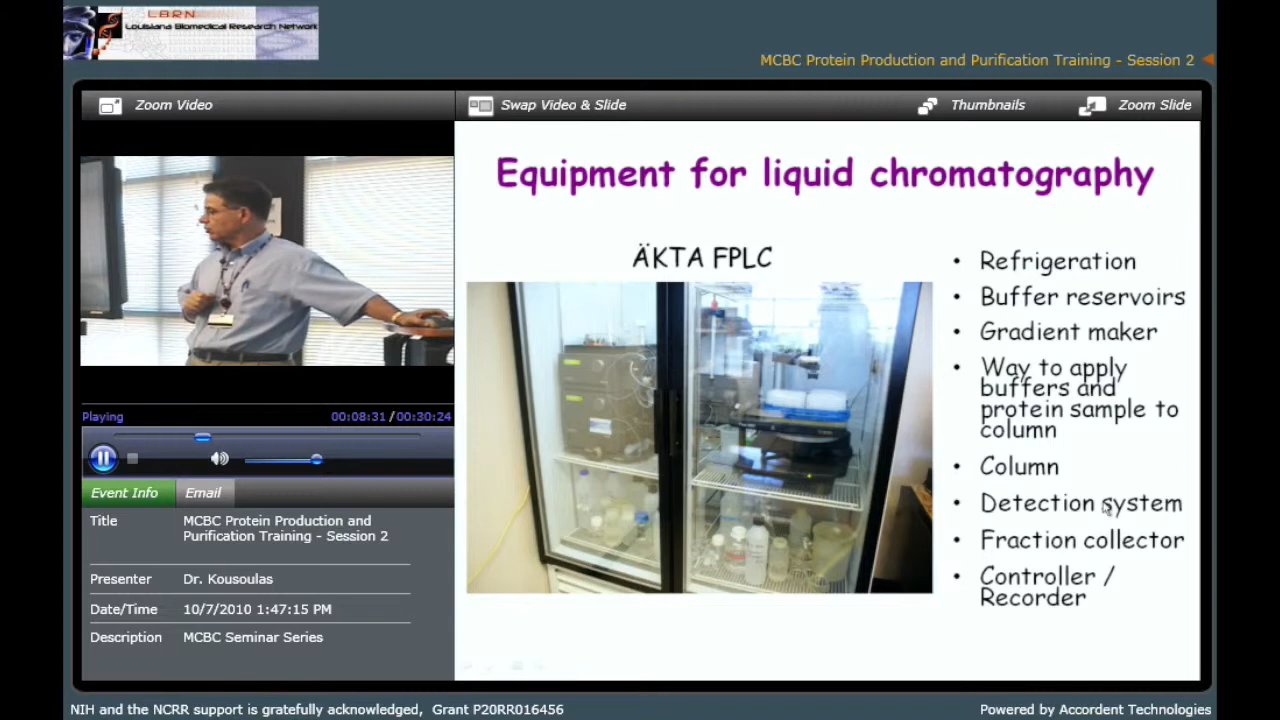 LBRN
Louisiana Biomedical Research Network
MCBC Protein Production and Purification Training - Session 2
Zoom Video
Swap Video & Slide
Thumbnails
Zoom Slide
Equipment for liquid chromatography
ÄKTA FPLC
• Refrigeration
• Buffer reservoirs
• Gradient maker
• Way to apply
buffers and
protein sample to
column
• Column
• Detection system
• Fraction collector
• Controller /
Recorder
Playing
00:08:31 / 00:30:24
Event Info
Email
Title
MCBC Protein Production and
Purification Training - Session 2
Presenter
Dr. Kousoulas
Date/Time
10/7/2010 1:47:15 PM
Description
MCBC Seminar Series
NIH and the NCRR support is gratefully acknowledged, Grant P20RR016456
Powered by Accordent Technologies